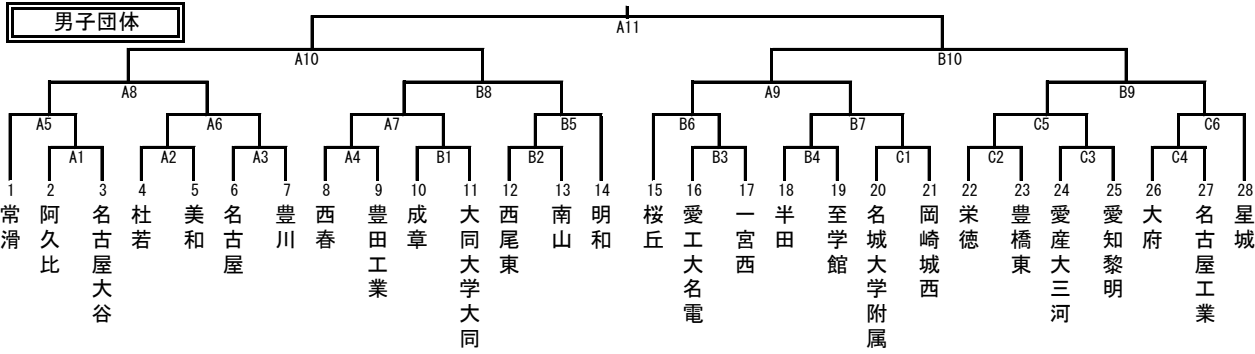 男子団体
A11
A10 B10
A8 B8 A9 B9
A5 A6 A7 B5 B6 B7 C5 C6
A1 A2 A3 A4 B1 B2 B3 B4 C1 C2 C3 C4
1 2 3 4 5 6 7 8 9 10 11 12 13 14 15 16 17 18 19 20 21 22 23 24 25 26 27 28
常滑
阿久比
名古屋大谷
杜若
美和
名古屋
豊川
西春
豊田工業
成章
大同大学大同
西尾東
南山
明和
桜丘
愛工大名電
一宮西
半田
至学館
名城大学附属
岡崎城西
栄徳
豊橋東
愛産大三河
愛知黎明
大府
名古屋工業
星城